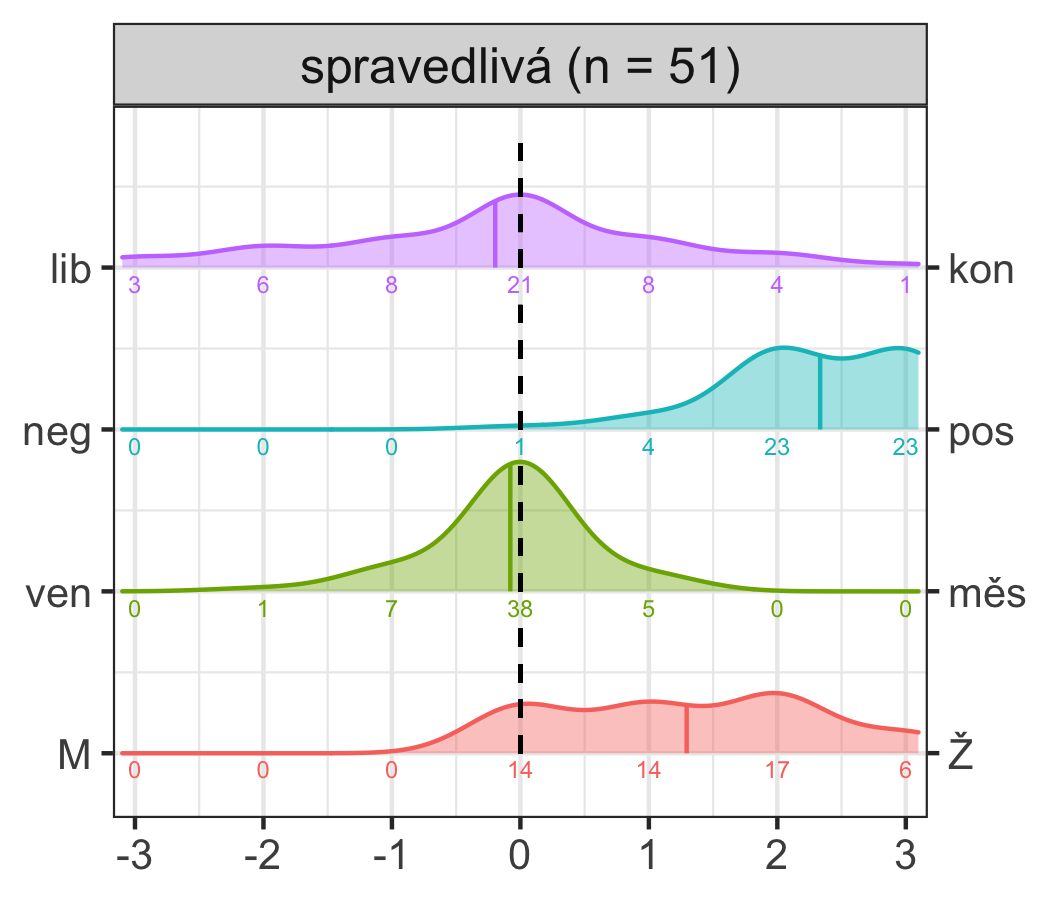 spravedlivá (n = 51)
lib kon
3 6 8 21 8 4 1
neg pos
0 0 0 1 4 23 23
ven měs
0 1 7 38 5 0 0
M Ž
0 0 0 14 14 17 6
-3 -2 -1 0 1 2 3